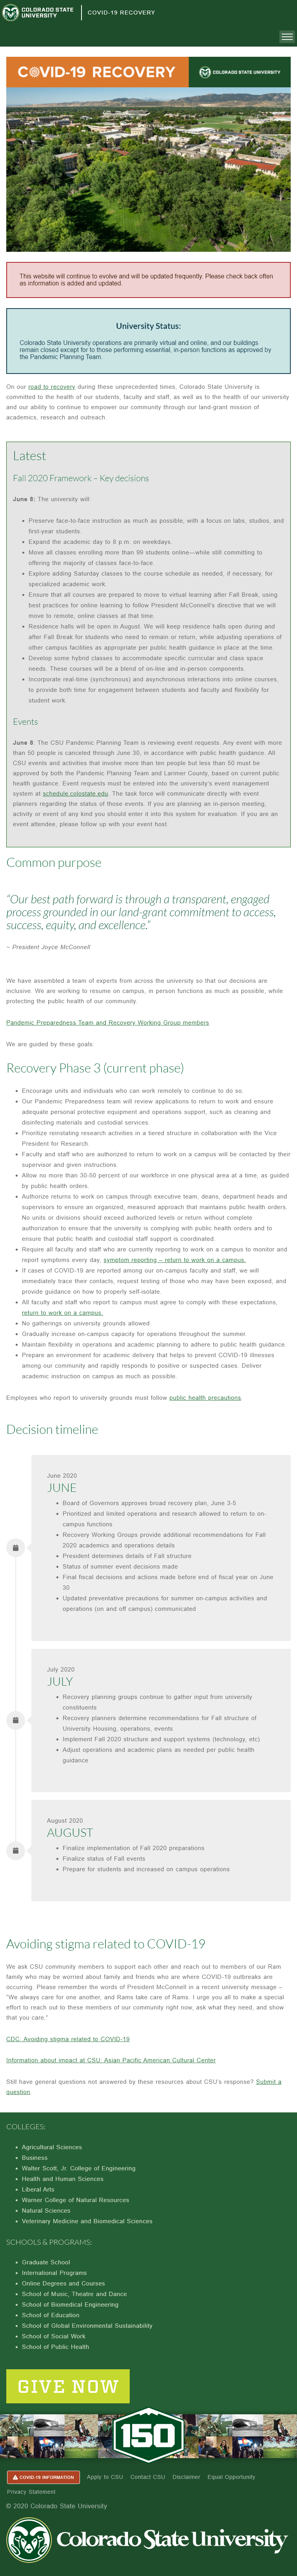 COLORADO STATE
UNIVERSITY
COVID-19 RECOVERY
COVID-19 RECOVERY
COLORADO STATE UNIVERSITY
This website will continue to evolve and will be updated frequently. Please check back often
as information is added and updated.
University Status:
Colorado State University operations are primarily virtual and online, and our buildings
remain closed except for to those performing essential, in-person functions as approved by
the Pandemic Planning Team.
On our road to recovery during these unprecedented times, Colorado State University is
committed to the health of our students, faculty and staff, as well as to the health of our university
and our ability to continue to empower our community through our land-grant mission of
academics, research and outreach.
Latest
Fall 2020 Framework – Key decisions
June 8: The university will:
Preserve face-to-face instruction as much as possible, with a focus on labs, studios, and
first-year students.
Expand the academic day to 8 p.m. on weekdays.
Move all classes enrolling more than 99 students online—while still committing to
offering the majority of classes face-to-face.
Explore adding Saturday classes to the course schedule as needed, if necessary, for
specialized academic work.
Ensure that all courses are prepared to move to virtual learning after Fall Break, using
best practices for online learning to follow President McConnell's directive that we will
move to remote, online classes at that time.
Residence halls will be open in August. We will keep residence halls open during and
after Fall Break for students who need to remain or return, while adjusting operations of
other campus facilities as appropriate per public health guidance in place at the time.
Develop some hybrid classes to accommodate specific curricular and class space
needs. These courses will be a blend of on-line and in-person components.
Incorporate real-time (synchronous) and asynchronous interactions into online courses,
to provide both time for engagement between students and faculty and flexibility for
student work.
Events
June 8: The CSU Pandemic Planning Team is reviewing event requests. Any event with more
than 50 people is canceled through June 30, in accordance with public health guidance. All
CSU events and activities that involve more than ten people but less than 50 must be
approved by both the Pandemic Planning Team and Larimer County, based on current public
health guidance. Event requests must be entered into the university's event management
system at schedule.colostate.edu. The task force will communicate directly with event
planners regarding the status of those events. If you are planning an in-person meeting,
activity or event of any kind you should enter it into this system for evaluation. If you are an
event attendee, please follow up with your event host.
Common purpose
“Our best path forward is through a transparent, engaged
process grounded in our land-grant commitment to access,
success, equity, and excellence.”
~ President Joyce McConnell
We have assembled a team of experts from across the university so that our decisions are
inclusive. We are working to resume on campus, in person functions as much as possible, while
protecting the public health of our community.
Pandemic Preparedness Team and Recovery Working Group members
We are guided by these goals:
Recovery Phase 3 (current phase)
Encourage units and individuals who can work remotely to continue to do so.
Our Pandemic Preparedness team will review applications to return to work and ensure
adequate personal protective equipment and operations support, such as cleaning and
disinfecting materials and custodial services.
Prioritize reinstating research activities in a tiered structure in collaboration with the Vice
President for Research.
Faculty and staff who are authorized to return to work on a campus will be contacted by their
supervisor and given instructions.
Allow no more than 30-50 percent of our workforce in one physical area at a time, as guided
by public health orders.
Authorize returns to work on campus through executive team, deans, department heads and
supervisors to ensure an organized, measured approach that maintains public health orders.
No units or divisions should exceed authorized levels or return without complete
authorization to ensure that the university is complying with public health orders and to
ensure that public health and custodial staff support is coordinated.
Require all faculty and staff who are currently reporting to work on a campus to monitor and
report symptoms every day. symptom reporting – return to work on a campus.
If cases of COVID-19 are reported among our on-campus faculty and staff, we will
immediately trace contacts, alert those individuals that they may have been exposed, and
provide guidance on how to properly self-isolate.
All faculty and staff who report to campus must agree to comply with these expectations,
return to work on a campus.
No gatherings on university grounds allowed.
Gradually increase on-campus capacity for operations throughout the summer.
Maintain flexibility in operations and academic planning to adhere to public health guidance.
Prepare an environment for academic delivery that helps to prevent COVID-19 illnesses
among our community and rapidly responds to positive or suspected cases. Deliver
academic instruction on campus as much as possible.
Employees who report to university grounds must follow public health precautions.
Decision timeline
June 2020
JUNE
Board of Governors approves broad recovery plan, June 3-5
Prioritized and limited operations and research allowed to return to on-
campus functions
Recovery Working Groups provide additional recommendations for Fall
2020 academics and operations details
President determines details of Fall structure
Status of summer event decisions made
Final fiscal decisions and actions made before end of fiscal year on June
30
Updated preventative precautions for summer on-campus activities and
operations (on and off campus) communicated
July 2020
JULY
Recovery planning groups continue to gather input from university
constituents
Recovery planners determine recommendations for Fall structure of
University Housing, operations, events
Implement Fall 2020 structure and support systems (technology, etc)
Adjust operations and academic plans as needed per public health
guidance
August 2020
AUGUST
Finalize implementation of Fall 2020 preparations
Finalize status of Fall events
Prepare for students and increased on campus operations
Avoiding stigma related to COVID-19
We ask CSU community members to support each other and reach out to members of our Ram
family who may be worried about family and friends who are where COVID-19 outbreaks are
occurring. Please remember the words of President McConnell in a recent university message –
“We always care for one another, and Rams take care of Rams. I urge you all to make a special
effort to reach out to these members of our community right now, ask what they need, and show
that you care.”
CDC: Avoiding stigma related to COVID-19
Information about impact at CSU: Asian Pacific American Cultural Center
Still have general questions not answered by these resources about CSU's response? Submit a
question.
COLLEGES:
Agricultural Sciences
Business
Walter Scott, Jr. College of Engineering
Health and Human Sciences
Liberal Arts
Warner College of Natural Resources
Natural Sciences
Veterinary Medicine and Biomedical Sciences
SCHOOLS & PROGRAMS:
Graduate School
International Programs
Online Degrees and Courses
School of Music, Theatre and Dance
School of Biomedical Engineering
School of Education
School of Global Environmental Sustainability
School of Social Work
School of Public Health
GIVE NOW
150
COVID-19 INFORMATION
Apply to CSU Contact CSU Disclaimer Equal Opportunity
Privacy Statement
© 2020 Colorado State University
Colorado State University